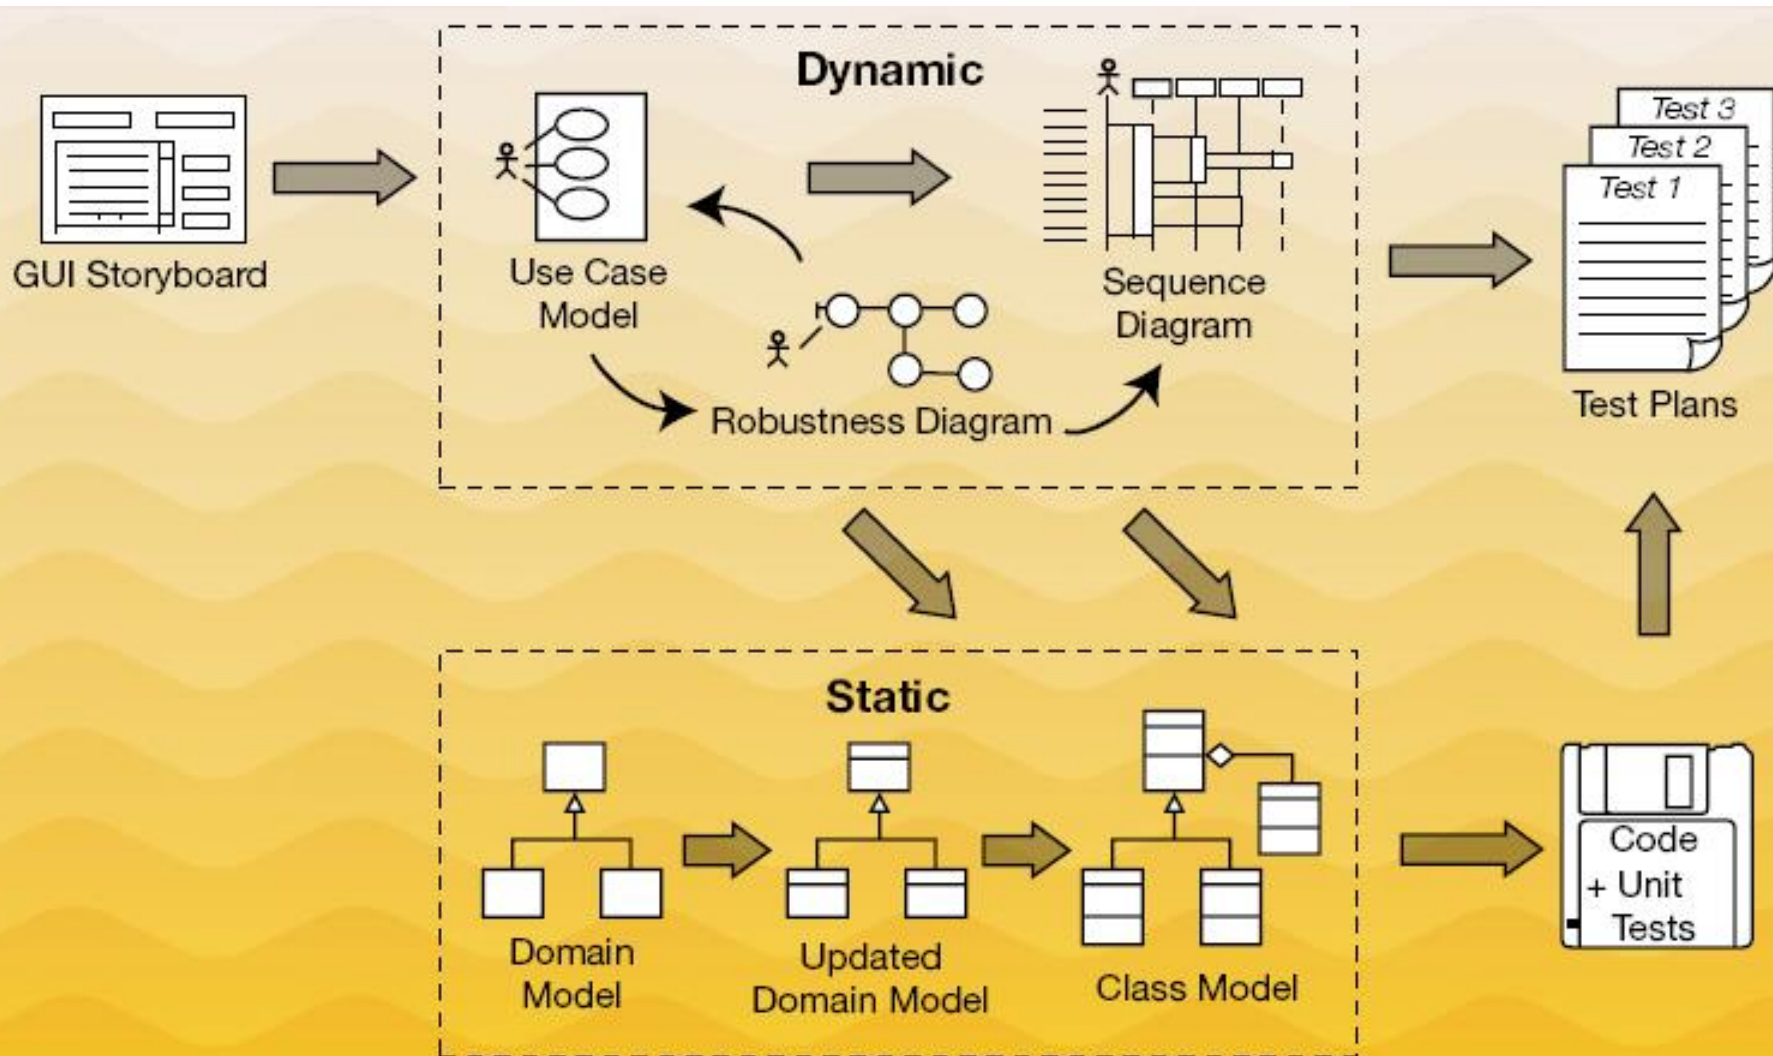 Dynamic
GUI Storyboard
Use Case
Model
Robustness Diagram
Sequence
Diagram
Test 3
Test 2
Test 1
Test Plans
Static
Domain
Model
Updated
Domain Model
Class Model
Code
+ Unit
Tests